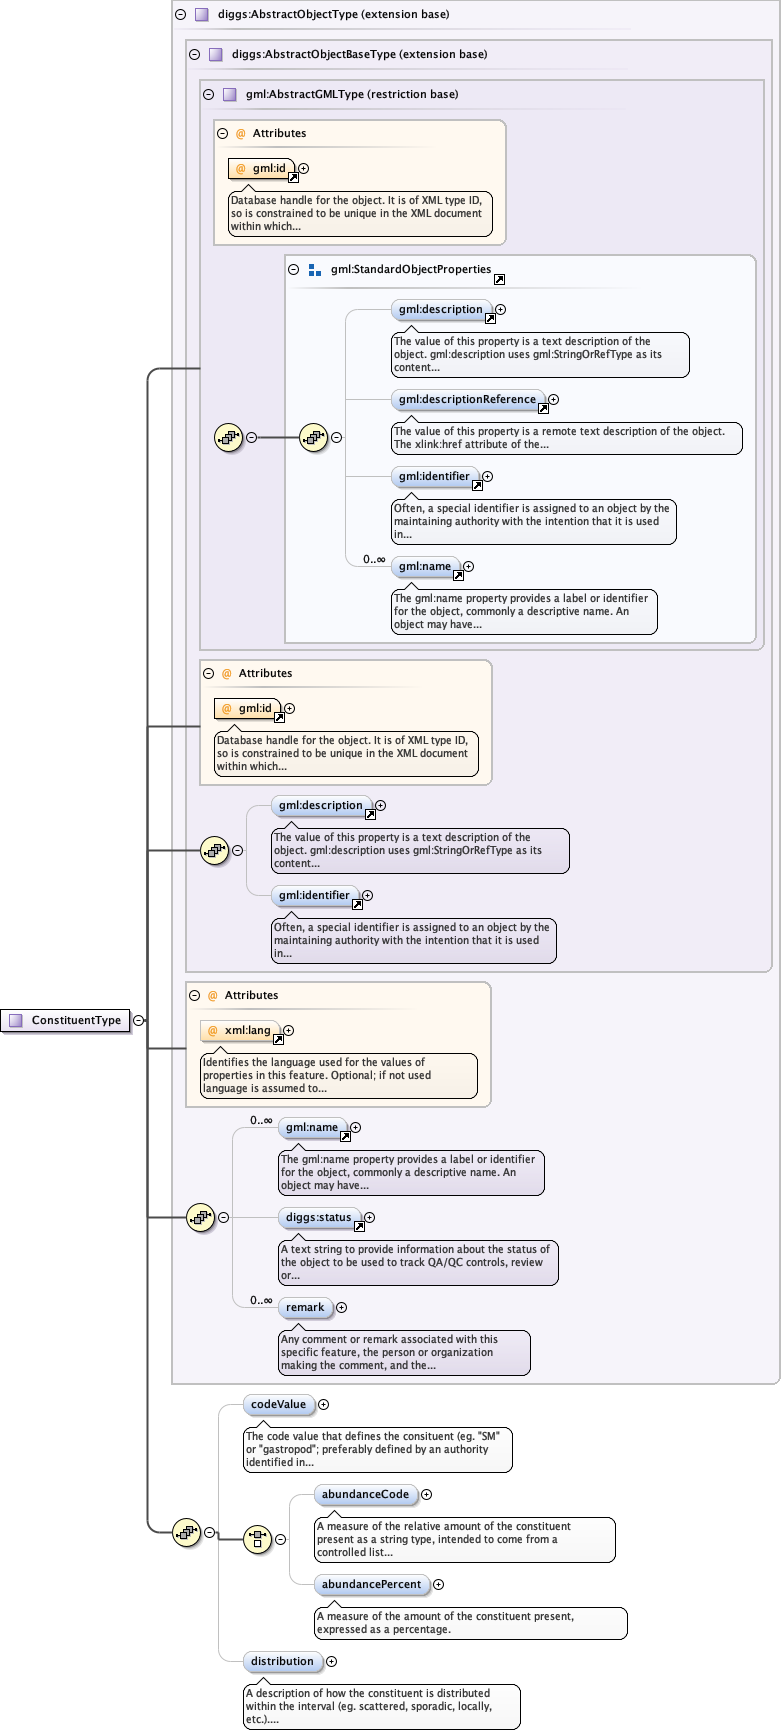 diggs:AbstractObjectType (extension base)
diggs:AbstractObjectBaseType (extension base)
gml:AbstractGMLType (restriction base)
@ Attributes
@ gml:id
Database handle for the object. It is of XML type ID,
so is constrained to be unique in the XML document
within which...
gml:StandardObjectProperties
gml:description
The value of this property is a text description of the
object. gml:description uses gml:StringOrRefType as its
content...
gml:descriptionReference
The value of this property is a remote text description of the object.
The xlink:href attribute of the...
gml:identifier
Often, a special identifier is assigned to an object by the
maintaining authority with the intention that it is used
in...
0..∞
gml:name
The gml:name property provides a label or identifier
for the object, commonly a descriptive name. An
object may have...
@ Attributes
@ gml:id
Database handle for the object. It is of XML type ID,
so is constrained to be unique in the XML document
within which...
gml:description
The value of this property is a text description of the
object. gml:description uses gml:StringOrRefType as its
content...
gml:identifier
Often, a special identifier is assigned to an object by the
maintaining authority with the intention that it is used
in...
ConstituentType
@ Attributes
@ xml:lang
Identifies the language used for the values of
properties in this feature. Optional; if not used
language is assumed to...
0..∞
gml:name
The gml:name property provides a label or identifier
for the object, commonly a descriptive name. An
object may have...
diggs:status
A text string to provide information about the status of
the object to be used to track QA/QC controls, review
or...
0..∞
remark
Any comment or remark associated with this
specific feature, the person or organization
making the comment, and the...
codeValue
The code value that defines the consituent (eg. "SM"
or "gastropod"; preferably defined by an authority
identified in...
abundanceCode
A measure of the relative amount of the constituent
present as a string type, intended to come from a
controlled list...
abundancePercent
A measure of the amount of the constituent present,
expressed as a percentage.
distribution
A description of how the constituent is distributed
within the interval (eg. scattered, sporadic, locally,
etc.)....